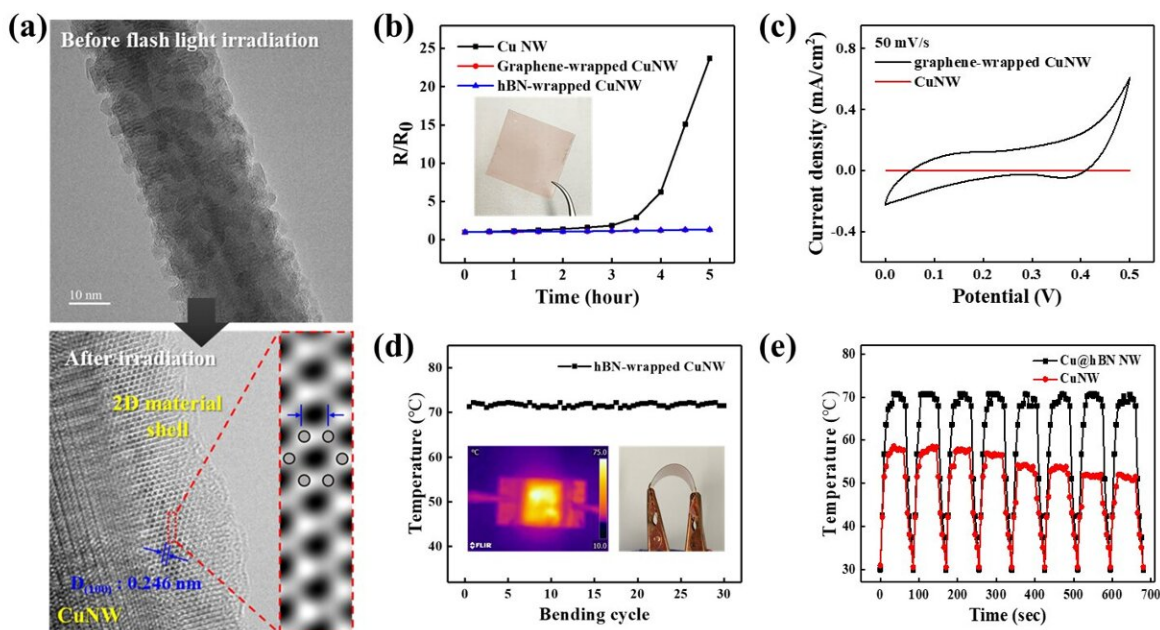 (a)
Before flash light irradiation
10 nm
After irradiation
2D material
shell
D(100) : 0.246 nm
CuNW
(b)
Cu NW
Graphene-wrapped CuNW
hBN-wrapped CuNW
R/R0
25
20
15
10
5
0
0 1 2 3 4 5
Time (hour)
(c)
50 mV/s
graphene-wrapped CuNW
CuNW
Current density (mA/cm²)
0.8
0.4
0.0
-0.4
0.0 0.1 0.2 0.3 0.4 0.5
Potential (V)
(d)
hBN-wrapped CuNW
Temperature (℃)
80
70
60
50
40
°C
75.0
10.0
FLIR
0 5 10 15 20 25 30
Bending cycle
(e)
Cu@hBN NW
CuNW
Temperature (℃)
80
70
60
50
40
30
0 100 200 300 400 500 600 700
Time (sec)